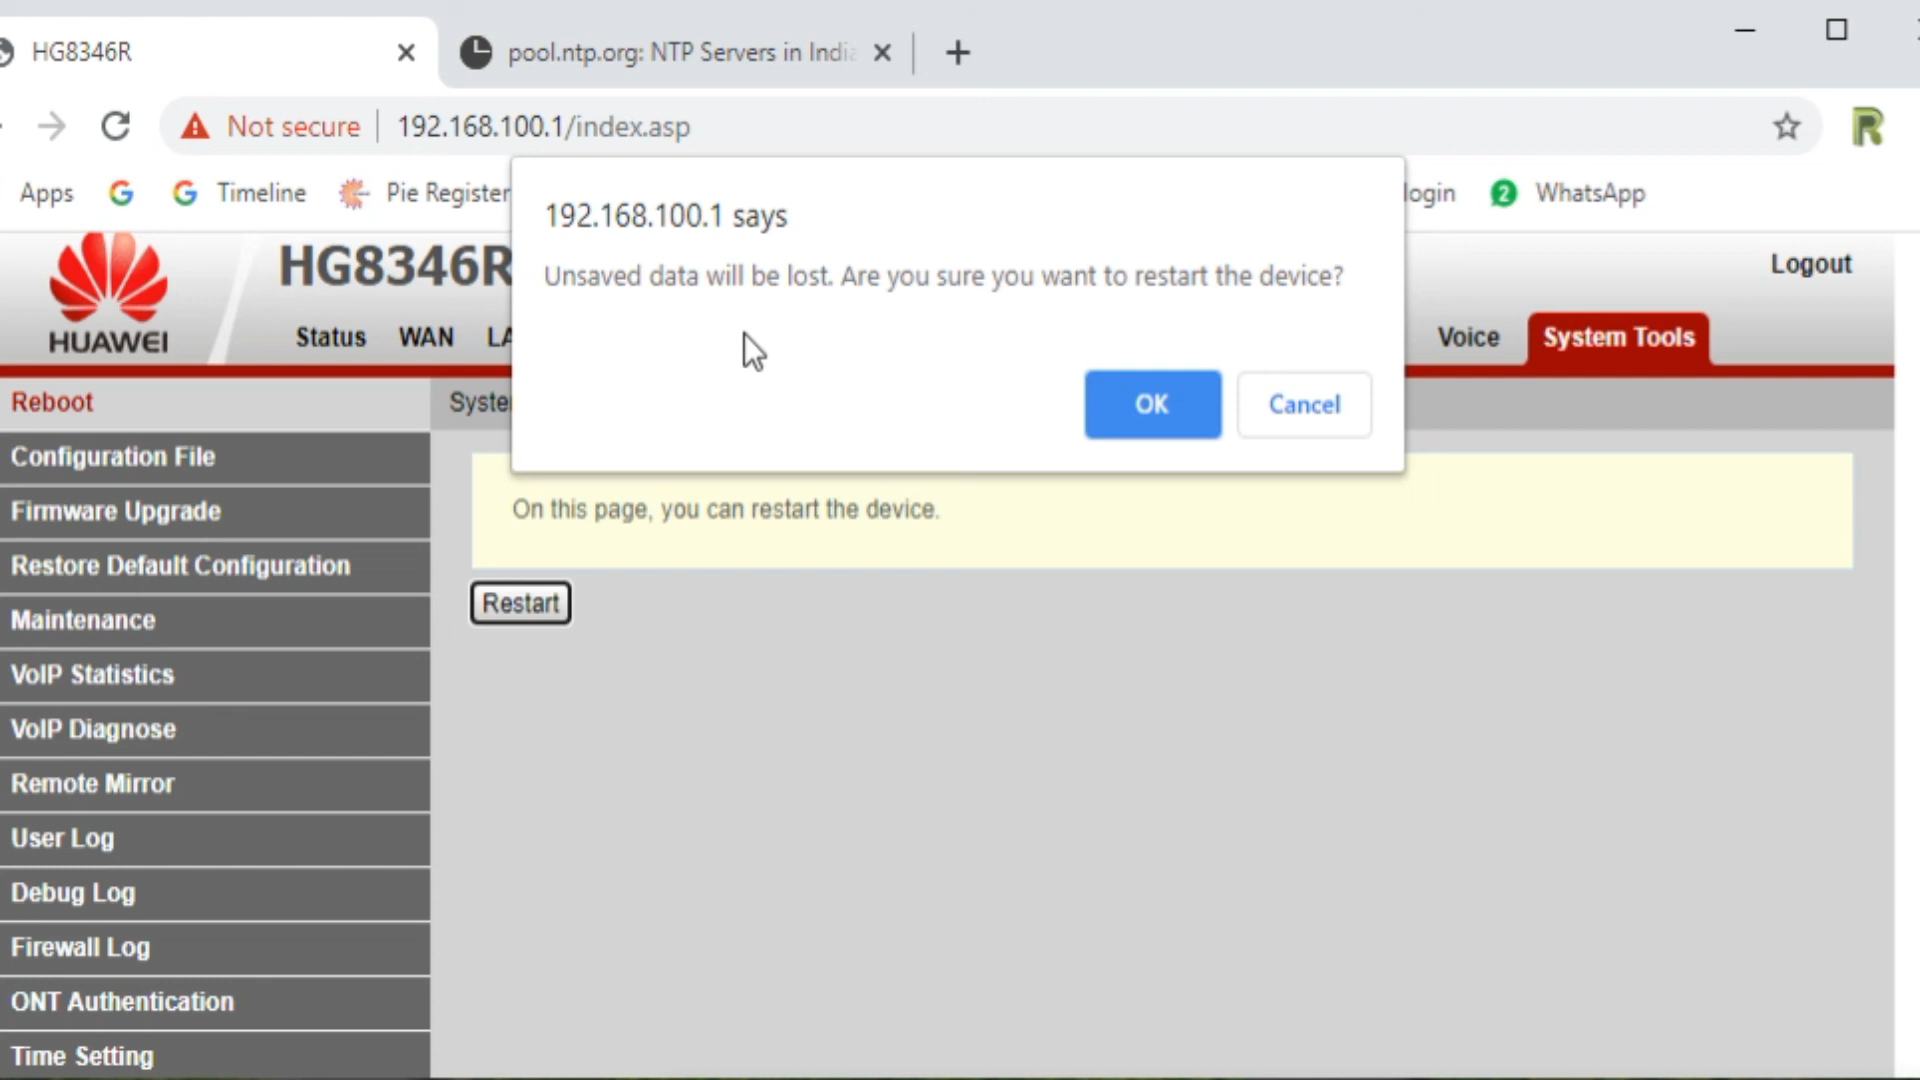 HG8346R
pool.ntp.org: NTP Servers in India
Not secure
192.168.100.1/index.asp
Apps
Timeline
Pie Register
login
2
WhatsApp
192.168.100.1 says
Unsaved data will be lost. Are you sure you want to restart the device?
OK
Cancel
HUAWEI
HG8346R
Logout
Status
WAN
Voice
System Tools
Reboot
Configuration File
Firmware Upgrade
Restore Default Configuration
Maintenance
VoIP Statistics
VoIP Diagnose
Remote Mirror
User Log
Debug Log
Firewall Log
ONT Authentication
Time Setting
On this page, you can restart the device.
Restart